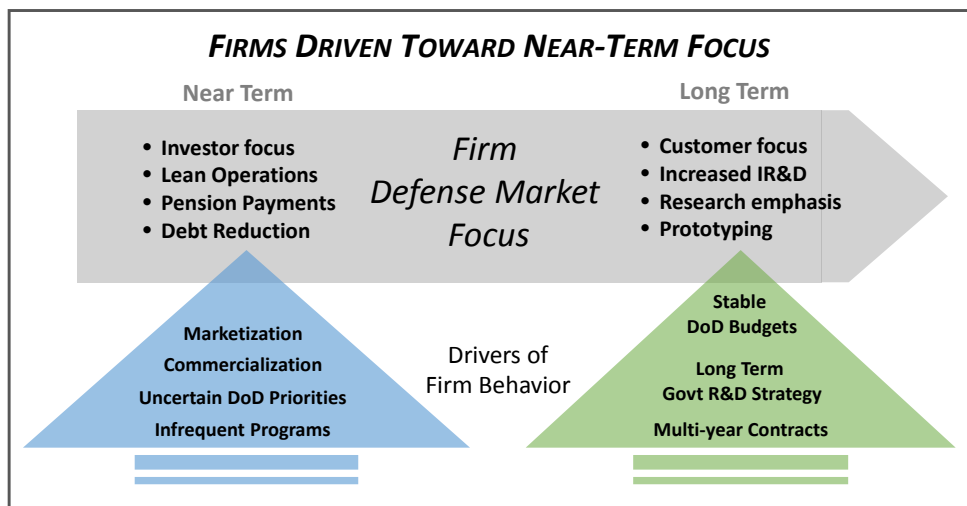 FIRMS DRIVEN TOWARD NEAR-TERM FOCUS
Near Term
Long Term
• Investor focus
• Lean Operations
• Pension Payments
• Debt Reduction
Firm
Defense Market
Focus
• Customer focus
• Increased IR&D
• Research emphasis
• Prototyping
Marketization
Commercialization
Uncertain DoD Priorities
Infrequent Programs
Drivers of
Firm Behavior
Stable
DoD Budgets
Long Term
Govt R&D Strategy
Multi-year Contracts